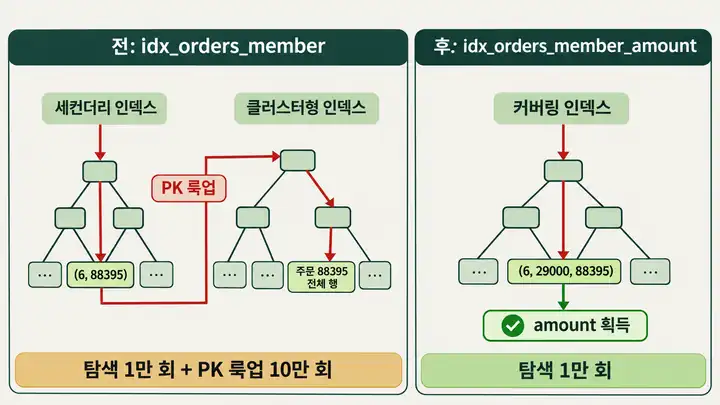 전: idx_orders_member
세컨더리 인덱스
클러스터형 인덱스
PK 룩업
...
(6, 88395)
...
...
주문 88395
전체 행
...
탐색 1만 회 + PK 룩업 10만 회
후: idx_orders_member_amount
커버링 인덱스
...
(6, 29000, 88395)
...
amount 획득
탐색 1만 회